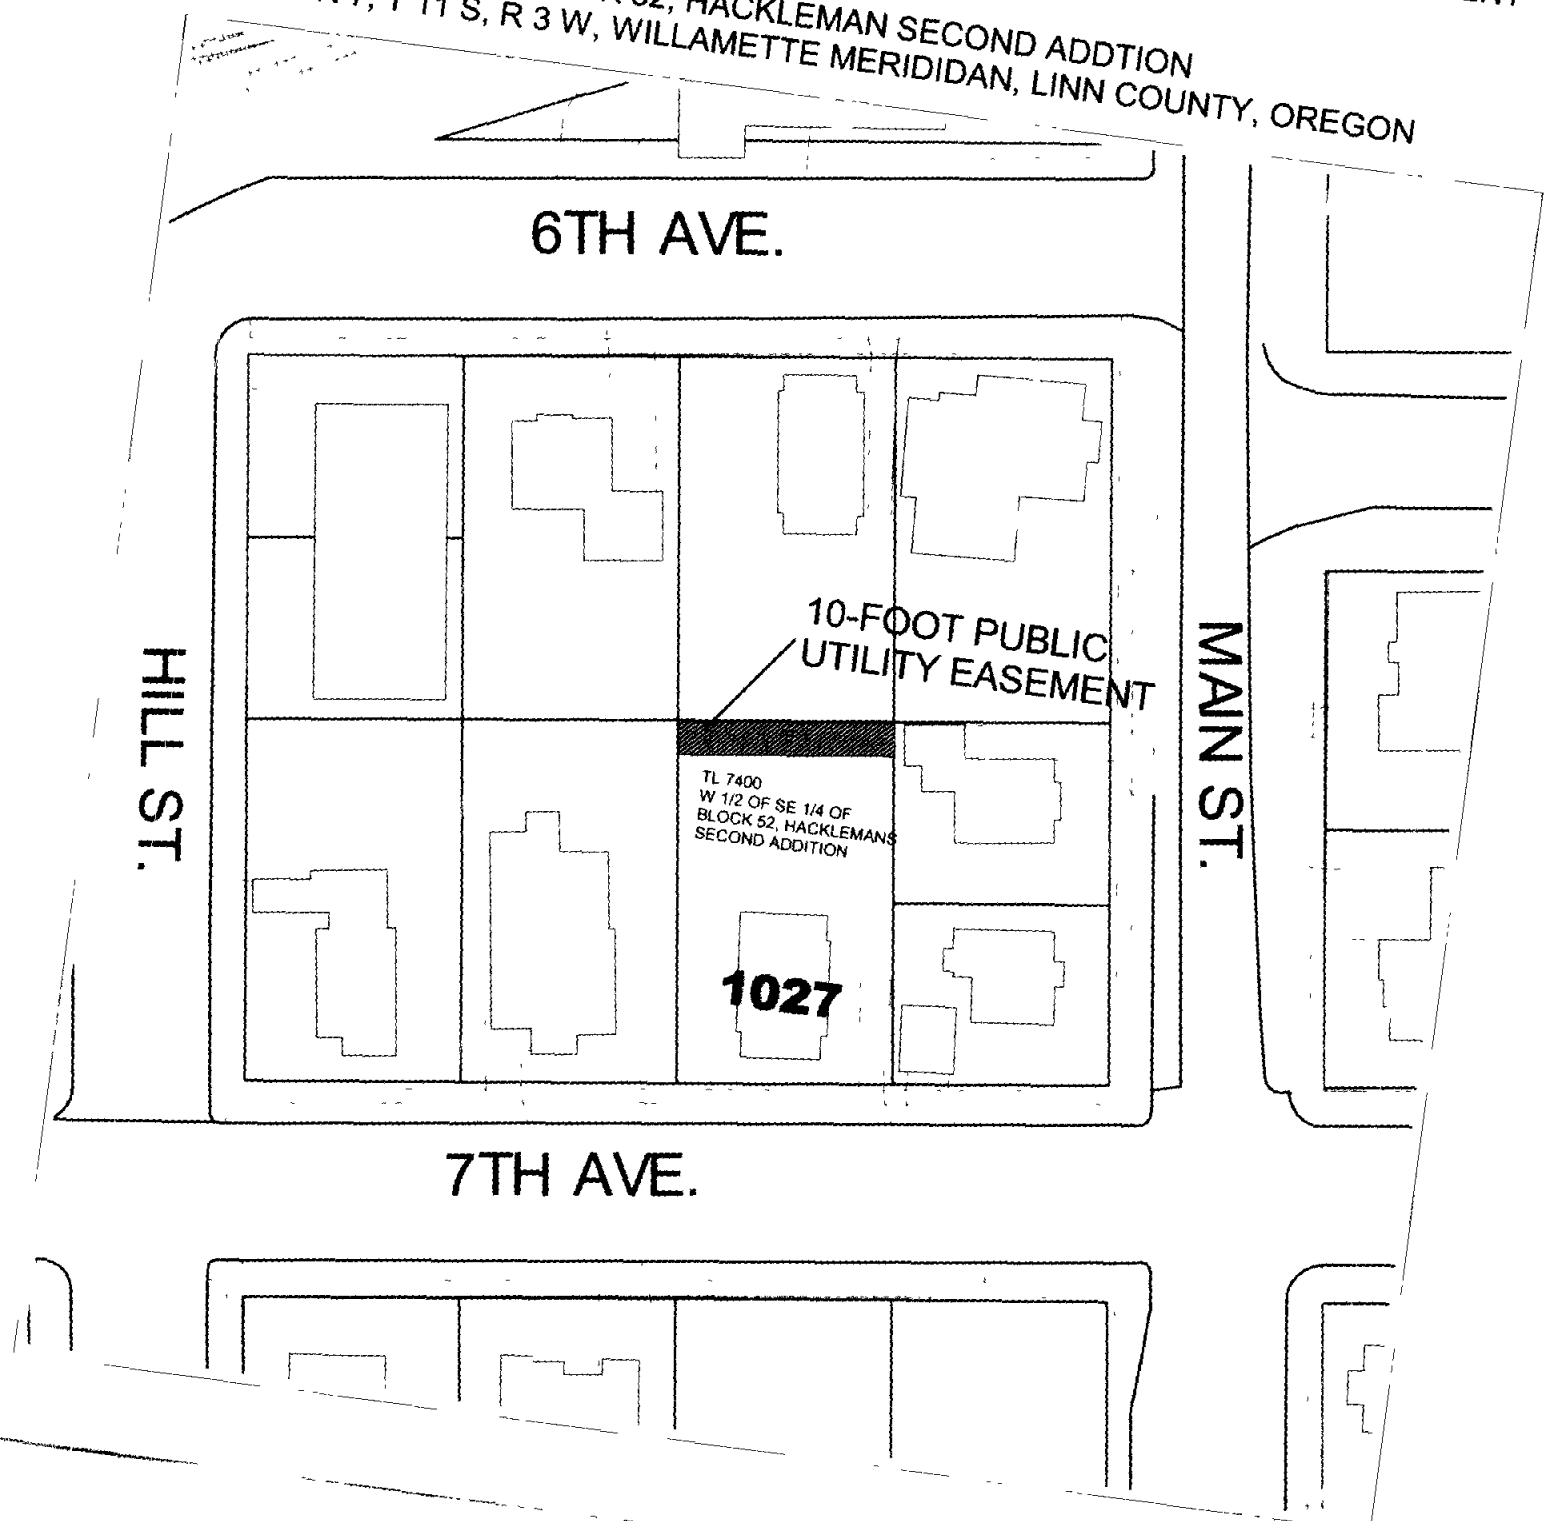 HACKLEMAN SECOND ADDTION
T 11 S, R 3 W, WILLAMETTE MERIDIDAN, LINN COUNTY, OREGON
6TH AVE.
10-FOOT PUBLIC
UTILITY EASEMENT
HILL ST.
MAIN ST.
TL 7400
W 1/2 OF SE 1/4 OF
BLOCK 52, HACKLEMANS
SECOND ADDITION
1027
7TH AVE.